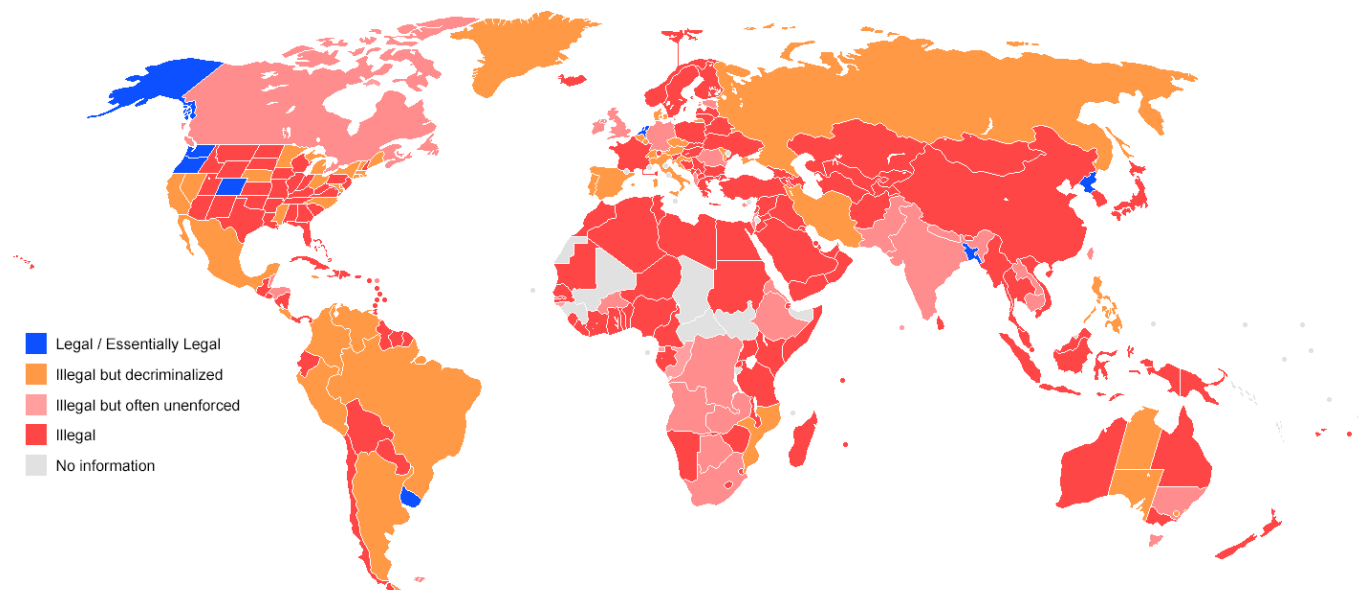 Legal / Essentially Legal
Illegal but decriminalized
Illegal but often unenforced
Illegal
No information